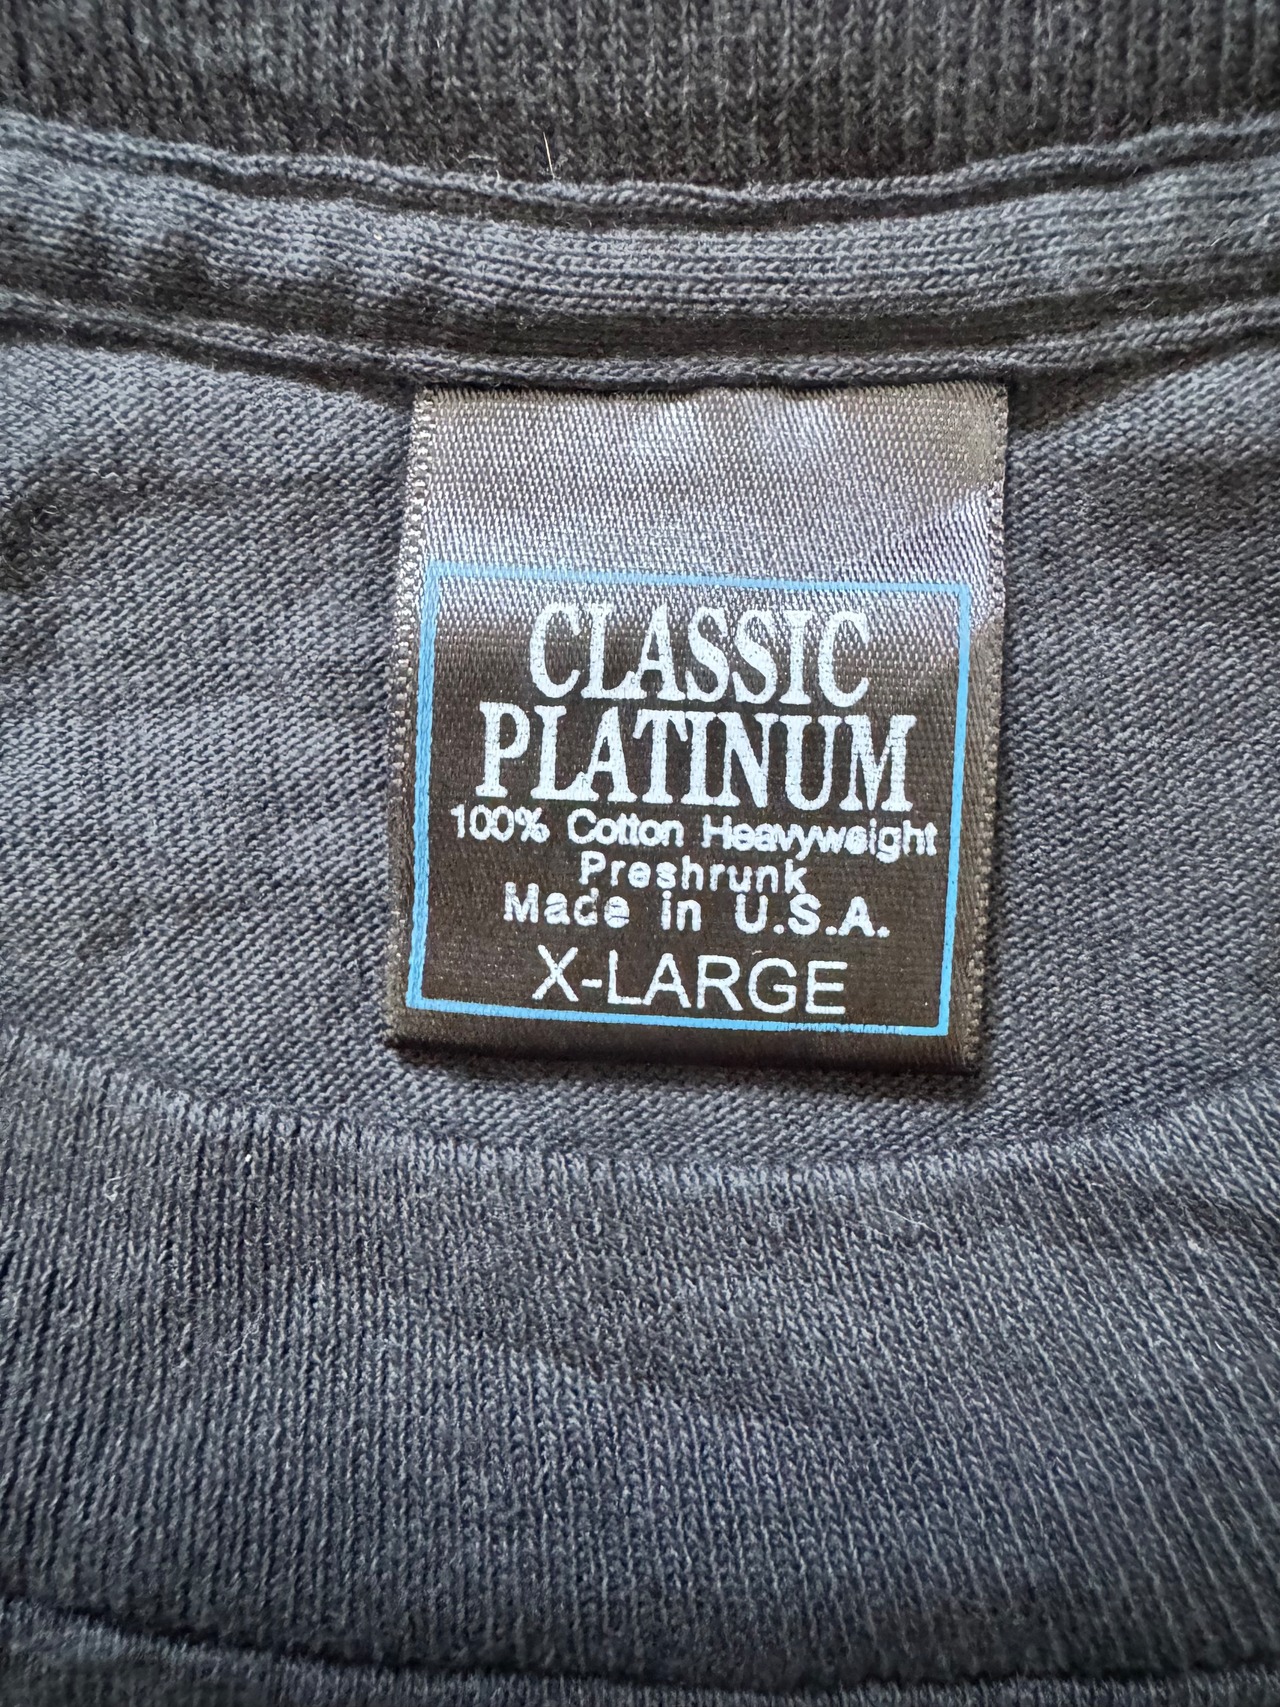 CLASSIC
PLATINUM
100% Cotton Heavyweight
Preshrunk
Made in U.S.A.
X-LARGE